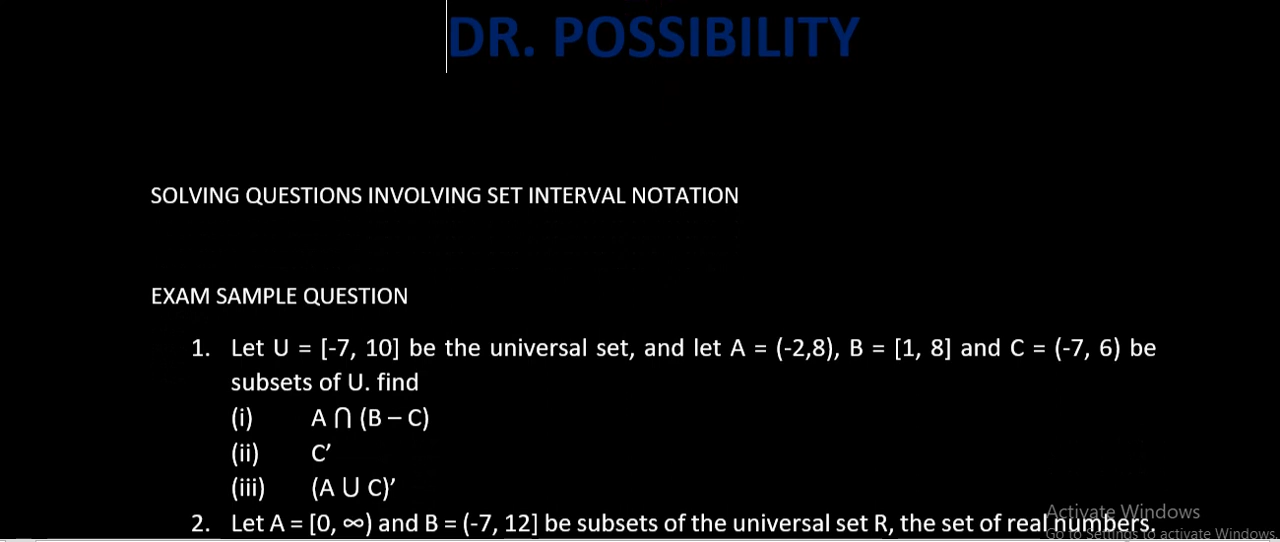 DR. POSSIBILITY
SOLVING QUESTIONS INVOLVING SET INTERVAL NOTATION
EXAM SAMPLE QUESTION
1. Let U = [-7, 10] be the universal set, and let A = (-2,8), B = [1, 8] and C = (-7, 6) be
subsets of U. find
(i) A ⋂ (B – C)
(ii) C′
(iii) (A ⋃ C)′
2. Let A = [0, ∞) and B = (-7, 12] be subsets of the universal set R, the set of real numbers.
Activate Windows
Go to Settings to activate Windows.